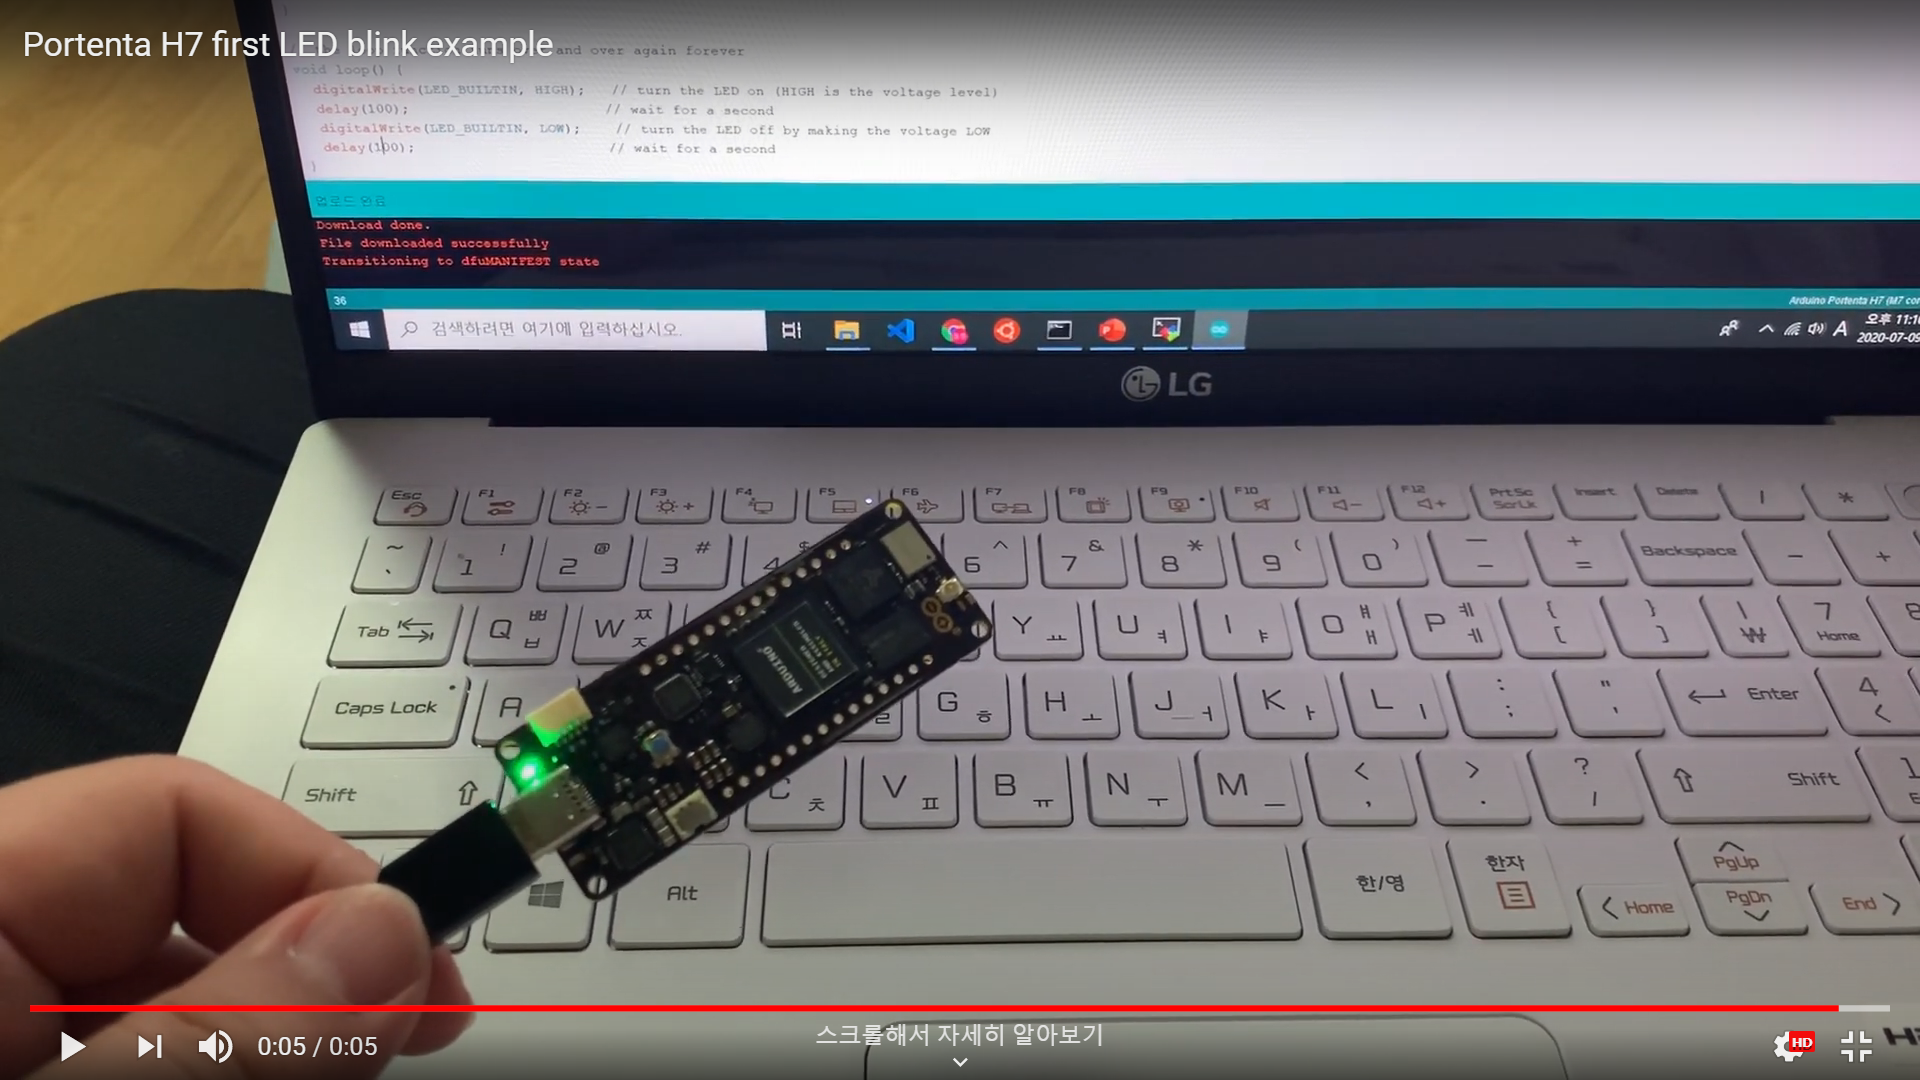 Portenta H7 first LED blink example
and over again forever
void loop() {
digitalWrite(LED_BUILTIN, HIGH); // turn the LED on (HIGH is the voltage level)
delay(100); // wait for a second
digitalWrite(LED_BUILTIN, LOW); // turn the LED off by making the voltage LOW
delay(100); // wait for a second
}
업로드 완료
Download done.
File downloaded successfully
Transitioning to dfuMANIFEST state
36
Arduino Portenta H7 (M7
검색하려면 여기에 입력하십시오.
A
오후 11:1
2020-07-09
LG
Esc F1 F2 F3 F4 F5 F6 F7 F8 F9 F10 F11 F12 PrtSc ScrLk Insert Delete / *
~ ` 1 ! 2 @ 3 # 4 $ 6 ^ 7 & 8 * 9 ( 0 ) _ - + = Backspace - +
Tab Q ㅃ ㅂ W ㅉ ㅈ Y ㅛ U ㅕ I ㅑ O ㅒ ㅐ P ㅖ ㅔ { [ } ] | ₩ 7 Home 8
Caps Lock A G ㅎ H ㅗ J ㅓ K ㅏ L ㅣ : ; " ' Enter 4 <
Shift C ㅊ V ㅍ B ㅠ N ㅜ M ㅡ < , > . ? / Shift
Alt 한/영 한자 Home PgUp PgDn End
ARDUINO
스크롤해서 자세히 알아보기
0:05 / 0:05
HD